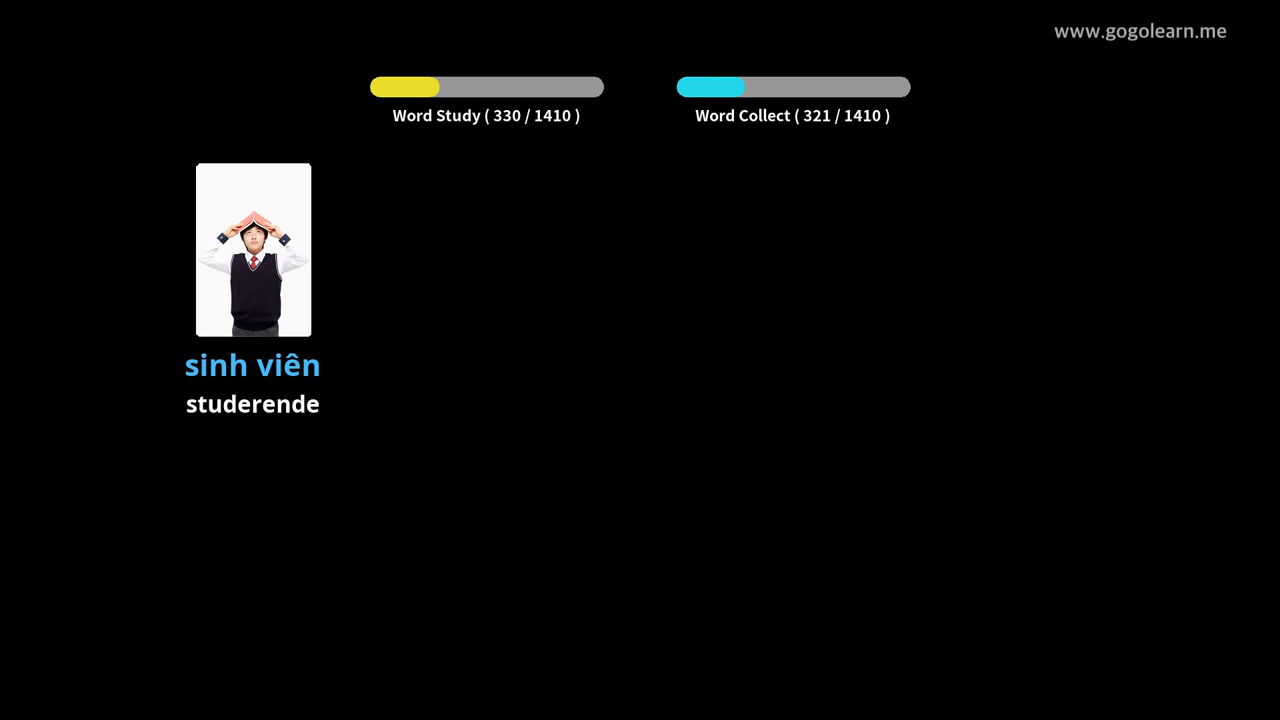 www.gogolearn.me
Word Study ( 330 / 1410 )
Word Collect ( 321 / 1410 )
sinh viên
studerende